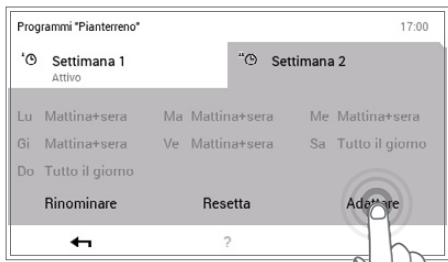 Programmi "Pianterreno" 17:00
Settimana 1 Settimana 2
Attivo
Lu Mattina+sera Ma Mattina+sera Me Mattina+sera
Gi Mattina+sera Ve Mattina+sera Sa Tutto il giorno
Do Tutto il giorno
Rinominare Resetta Adattare
?